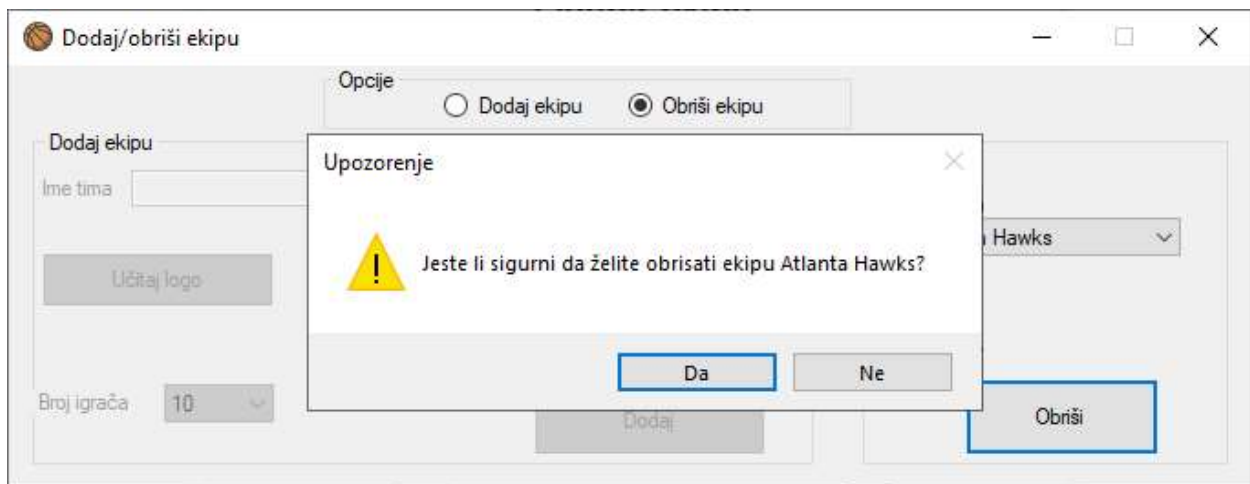 Dodaj/obriši ekipu
Opcije
Dodaj ekipu
Obriši ekipu
Dodaj ekipu
Ime tima
Upozorenje
Jeste li sigurni da želite obrisati ekipu Atlanta Hawks?
Hawks
Učitaj logo
Da
Ne
Broj igrača
10
Dodaj
Obriši